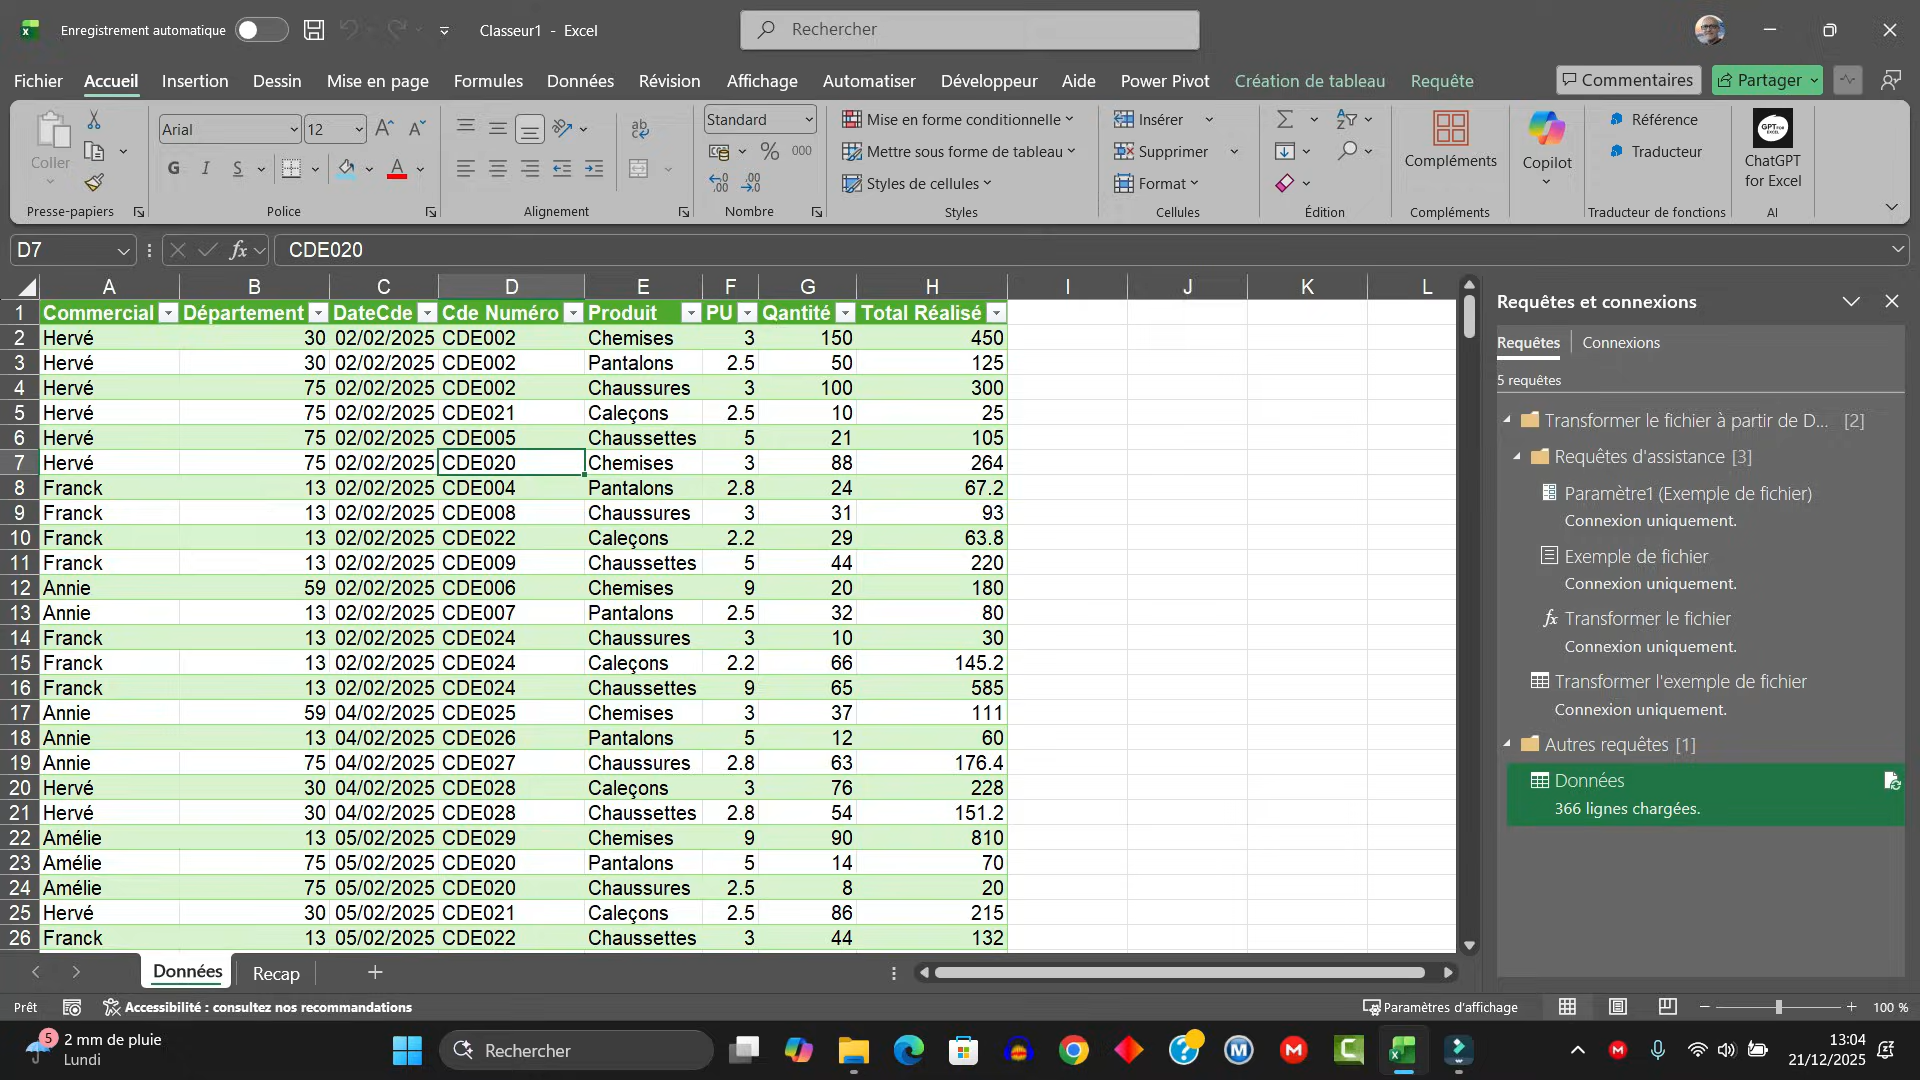 Enregistrement automatique Classeur1 - Excel Rechercher
Fichier Accueil Insertion Dessin Mise en page Formules Données Révision Affichage Automatiser Développeur Aide Power Pivot Création de tableau Requête Commentaires Partager
Coller Arial 12 Standard Mise en forme conditionnelle Insérer Référence
Mettre sous forme de tableau Supprimer Traducteur
Styles de cellules Format
G I S % 000 Compléments Copilot ChatGPT for Excel
Presse-papiers Police Alignement Nombre Styles Cellules Édition Compléments Traducteur de fonctions AI
D7 fx CDE020
A B C D E F G H I J K L
1 Commercial Département DateCde Cde Numéro Produit PU Qantité Total Réalisé
2 Hervé 30 02/02/2025 CDE002 Chemises 3 150 450
3 Hervé 30 02/02/2025 CDE002 Pantalons 2.5 50 125
4 Hervé 75 02/02/2025 CDE002 Chaussures 3 100 300
5 Hervé 75 02/02/2025 CDE021 Caleçons 2.5 10 25
6 Hervé 75 02/02/2025 CDE005 Chaussettes 5 21 105
7 Hervé 75 02/02/2025 CDE020 Chemises 3 88 264
8 Franck 13 02/02/2025 CDE004 Pantalons 2.8 24 67.2
9 Franck 13 02/02/2025 CDE008 Chaussures 3 31 93
10 Franck 13 02/02/2025 CDE022 Caleçons 2.2 29 63.8
11 Franck 13 02/02/2025 CDE009 Chaussettes 5 44 220
12 Annie 59 02/02/2025 CDE006 Chemises 9 20 180
13 Annie 13 02/02/2025 CDE007 Pantalons 2.5 32 80
14 Franck 13 02/02/2025 CDE024 Chaussures 3 10 30
15 Franck 13 02/02/2025 CDE024 Caleçons 2.2 66 145.2
16 Franck 13 02/02/2025 CDE024 Chaussettes 9 65 585
17 Annie 59 04/02/2025 CDE025 Chemises 3 37 111
18 Annie 13 04/02/2025 CDE026 Pantalons 5 12 60
19 Annie 75 04/02/2025 CDE027 Chaussures 2.8 63 176.4
20 Hervé 30 04/02/2025 CDE028 Caleçons 3 76 228
21 Hervé 30 04/02/2025 CDE028 Chaussettes 2.8 54 151.2
22 Amélie 13 05/02/2025 CDE029 Chemises 9 90 810
23 Amélie 75 05/02/2025 CDE020 Pantalons 5 14 70
24 Amélie 75 05/02/2025 CDE020 Chaussures 2.5 8 20
25 Hervé 30 05/02/2025 CDE021 Caleçons 2.5 86 215
26 Franck 13 05/02/2025 CDE022 Chaussettes 3 44 132
Requêtes et connexions
Requêtes Connexions
5 requêtes
Transformer le fichier à partir de D... [2]
Requêtes d'assistance [3]
Paramètre1 (Exemple de fichier)
Connexion uniquement.
Exemple de fichier
Connexion uniquement.
fx Transformer le fichier
Connexion uniquement.
Transformer l'exemple de fichier
Connexion uniquement.
Autres requêtes [1]
Données
366 lignes chargées.
Données Recap
Prêt Accessibilité : consultez nos recommandations Paramètres d'affichage 100 %
5 2 mm de pluie
Lundi
Rechercher
13:04
21/12/2025